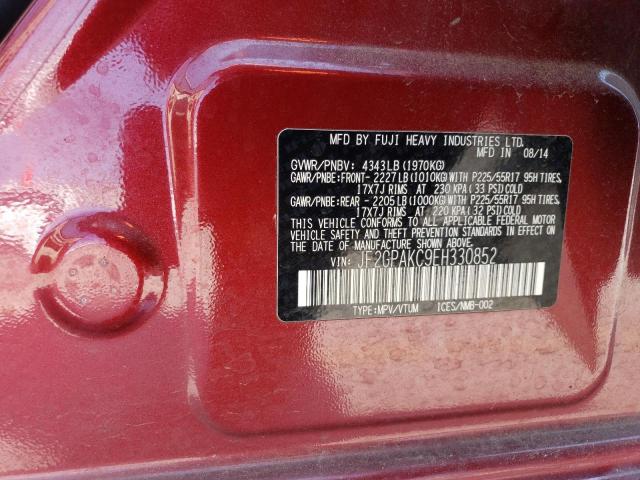 MFD BY FUJI HEAVY INDUSTRIES LTD.
MFD IN 08/14
GVWR/PNBV: 4343LB(1970KG)
GAWR/PNBE:FRONT- 2227LB(1010KG)WITH P225/55R17 95H TIRES,
17X7J RIMS AT 230 KPA(33 PSI)COLD
GAWR/PNBE:REAR - 2205LB(1000KG)WITH P225/55R17 95H TIRES,
17X7J RIMS AT 220 KPA(32 PSI)COLD
THIS VEHICLE CONFORMS TO ALL APPLICABLE FEDERAL MOTOR
VEHICLE SAFETY STANDARDS IN EFFECT ON THE DATE OF
MANUFACTURE SHOWN ABOVE.
VIN: JF2GPAKC9EH330852
TYPE:MPV/VTUM ICES/NMB-002